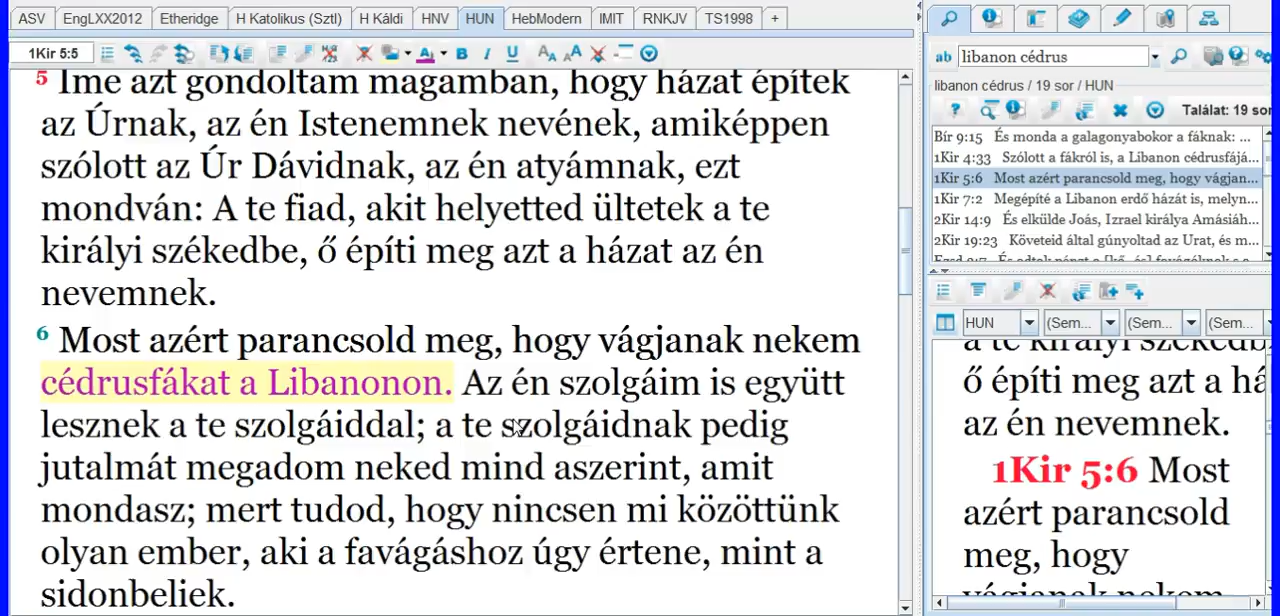 ASV EngLXX2012 Etheridge H Katolikus (Sztl) H Káldi HNV HUN HebModern IMIT RNKJV TS1998 +
1Kir 5:5
5 Ime azt gondoltam magamban, hogy házat építek
az Úrnak, az én Istenemnek nevének, amiképpen
szólott az Úr Dávidnak, az én atyámnak, ezt
mondván: A te fiad, akit helyetted ültetek a te
királyi székedbe, ő építi meg azt a házat az én
nevemnek.
6 Most azért parancsold meg, hogy vágjanak nekem
cédrusfákat a Libanonon. Az én szolgáim is együtt
lesznek a te szolgáiddal; a te szolgáidnak pedig
jutalmát megadom neked mind aszerint, amit
mondasz; mert tudod, hogy nincsen mi közöttünk
olyan ember, aki a favágáshoz úgy értene, mint a
sidonbeliek.
ab libanon cédrus
libanon cédrus / 19 sor / HUN
Találat: 19 sor
Bír 9:15 És monda a galagonyabokor a fáknak: ...
1Kir 4:33 Szólott a fákról is, a Libanon cédrusfájá...
1Kir 5:6 Most azért parancsold meg, hogy vágjan...
1Kir 7:2 Megépíté a Libanon erdő házát is, melyn...
2Kir 14:9 És elkülde Joás, Izrael királya Amásiáh...
2Kir 19:23 Követeid által gúnyoltad az Urat, és m...
HUN (Sem... (Sem... (Sem...
a te királyi székedb
ő építi meg azt a há
az én nevemnek.
1Kir 5:6 Most
azért parancsold
meg, hogy
vágjanak nekem